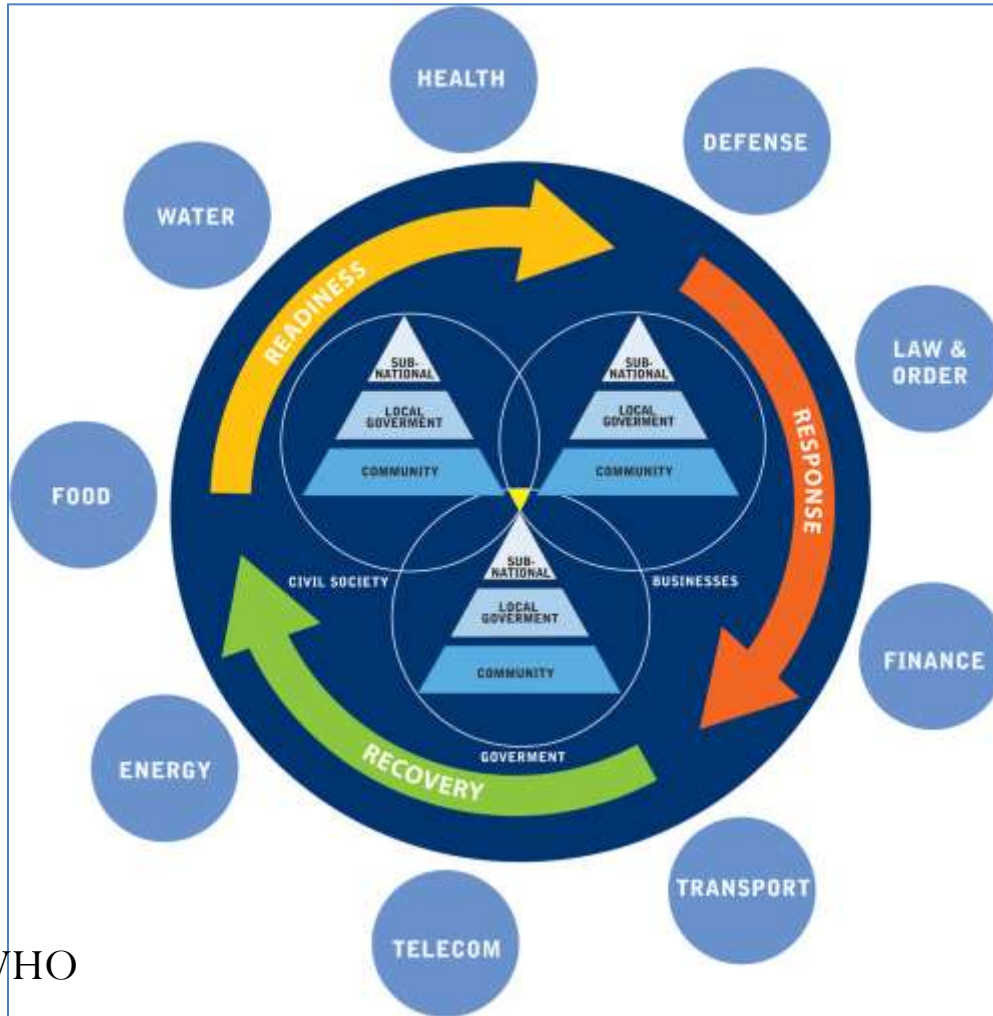 HEALTH
DEFENSE
WATER
LAW &
ORDER
FOOD
FINANCE
ENERGY
TRANSPORT
TELECOM
READINESS
RESPONSE
RECOVERY
SUB-
NATIONAL
LOCAL
GOVERMENT
COMMUNITY
CIVIL SOCIETY
SUB-
NATIONAL
LOCAL
GOVERMENT
COMMUNITY
BUSINESSES
SUB-
NATIONAL
LOCAL
GOVERMENT
COMMUNITY
GOVERMENT
WHO